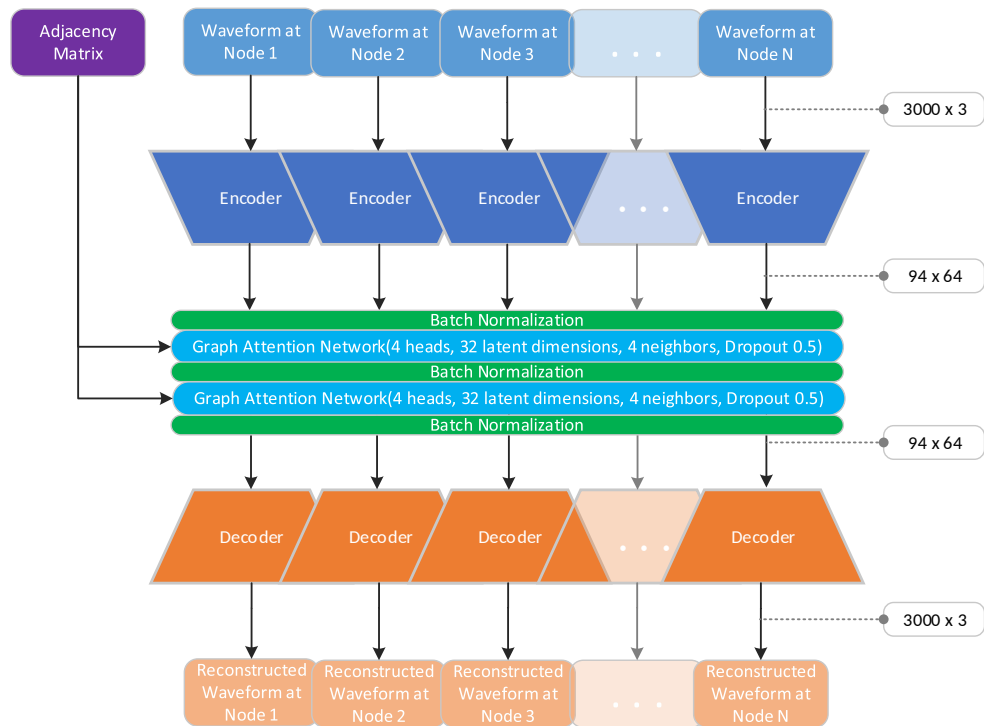 Adjacency
Matrix
Waveform at
Node 1
Waveform at
Node 2
Waveform at
Node 3
. . .
Waveform at
Node N
3000 x 3
Encoder
Encoder
Encoder
. . .
Encoder
94 x 64
Batch Normalization
Graph Attention Network(4 heads, 32 latent dimensions, 4 neighbors, Dropout 0.5)
Batch Normalization
Graph Attention Network(4 heads, 32 latent dimensions, 4 neighbors, Dropout 0.5)
Batch Normalization
94 x 64
Decoder
Decoder
Decoder
. . .
Decoder
3000 x 3
Reconstructed
Waveform at
Node 1
Reconstructed
Waveform at
Node 2
Reconstructed
Waveform at
Node 3
. . .
Reconstructed
Waveform at
Node N